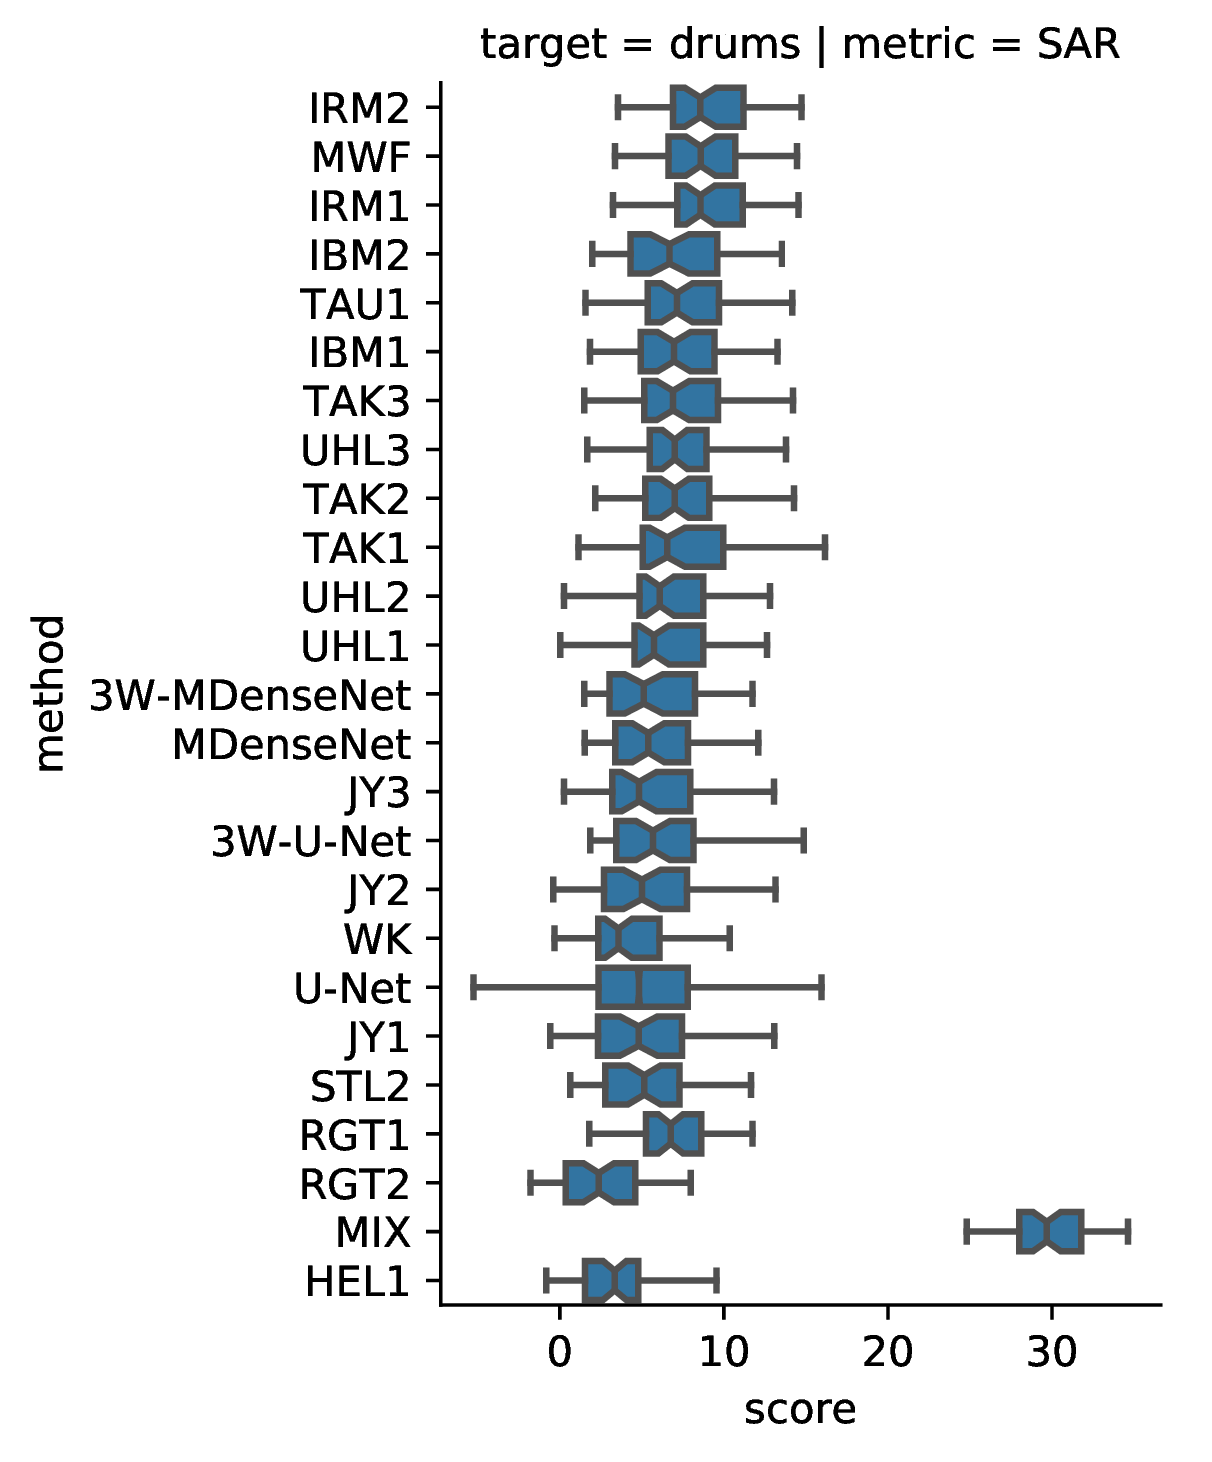 target = drums | metric = SAR
IRM2
MWF
IRM1
IBM2
TAU1
IBM1
TAK3
UHL3
TAK2
TAK1
UHL2
UHL1
3W-MDenseNet
MDenseNet
JY3
3W-U-Net
JY2
WK
U-Net
JY1
STL2
RGT1
RGT2
MIX
HEL1
method
0 10 20 30
score